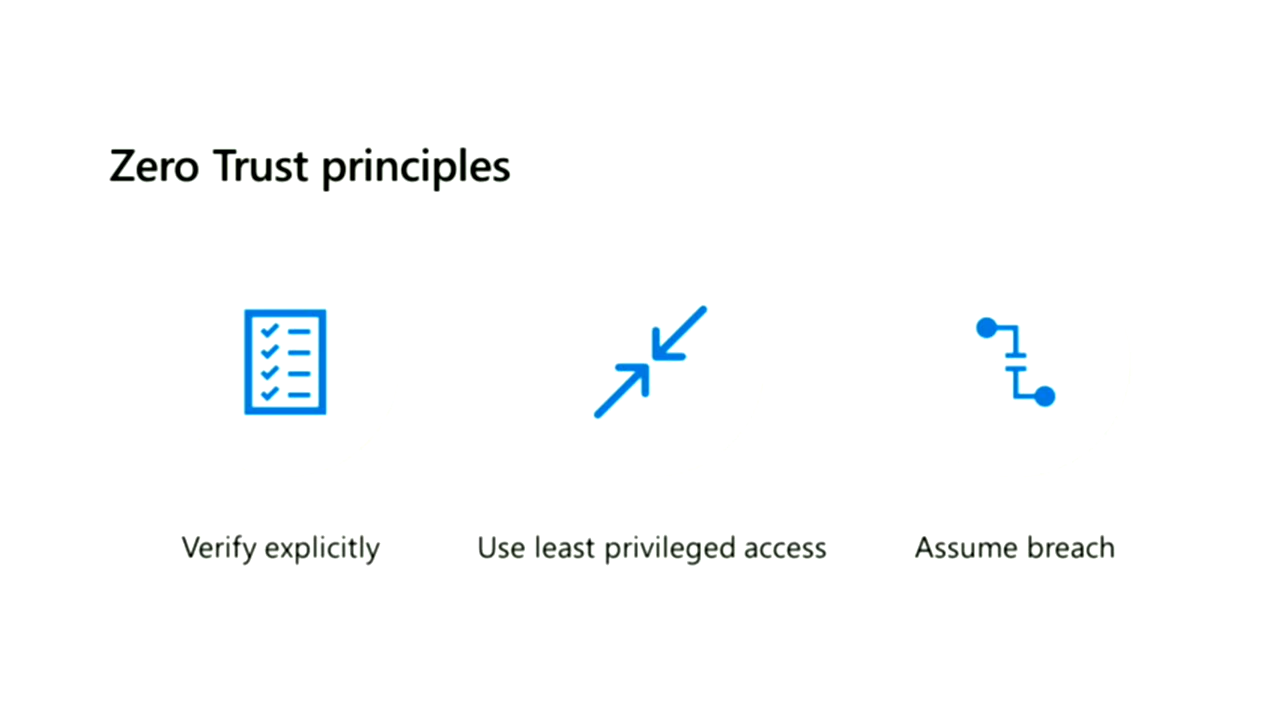 Zero Trust principles
Verify explicitly
Use least privileged access
Assume breach